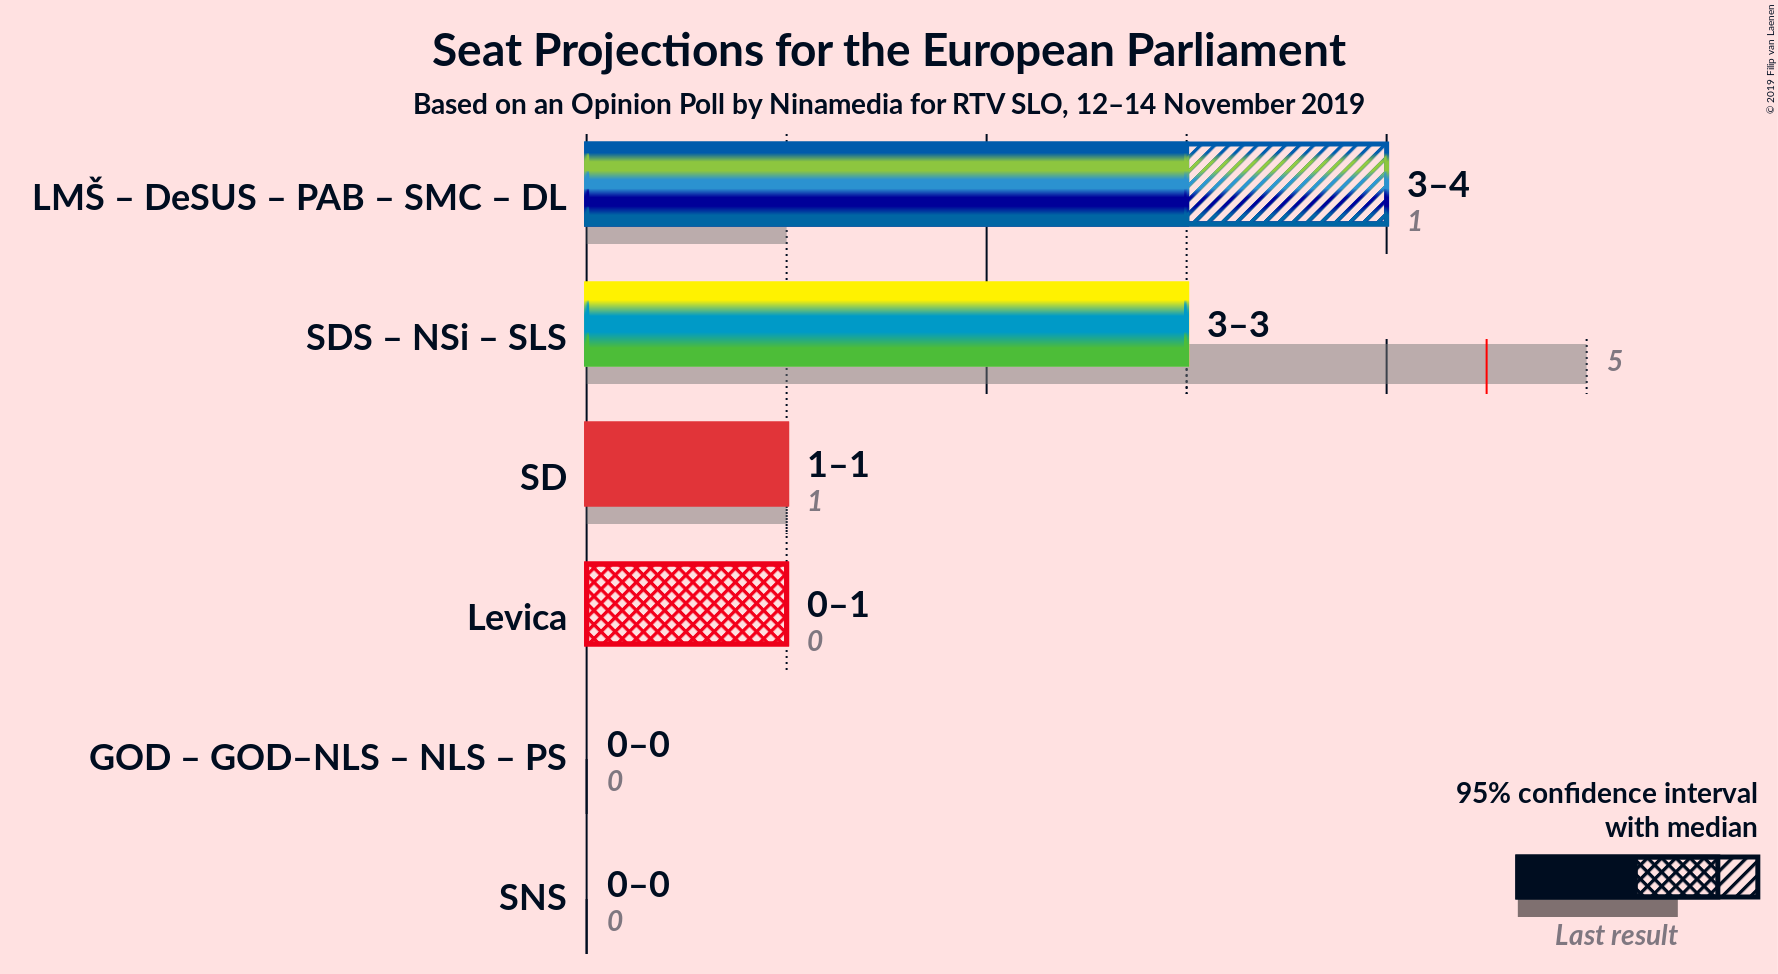 Seat Projections for the European Parliament
Based on an Opinion Poll by Ninamedia for RTV SLO, 12–14 November 2019
© 2019 Filip van Laenen
LMŠ – DeSUS – PAB – SMC – DL
3–4
1
SDS – NSi – SLS
3–3
5
SD
1–1
1
Levica
0–1
0
GOD – GOD–NLS – NLS – PS
0–0
0
SNS
0–0
0
95% confidence interval
with median
Last result